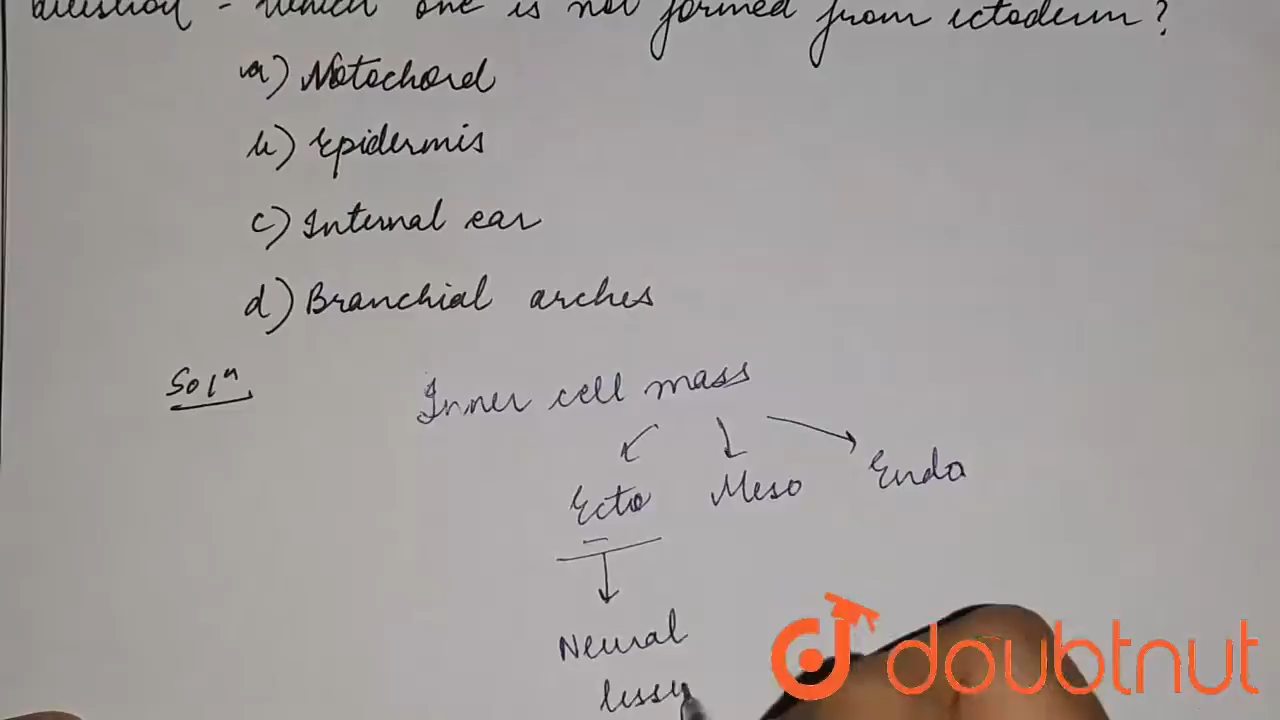 Question - Which one is not formed from ectoderm?
a) Notochord
b) Epidermis
c) Internal ear
d) Branchial arches
Solⁿ
Inner cell mass
Ecto Meso Endo
Neural
doubtnut